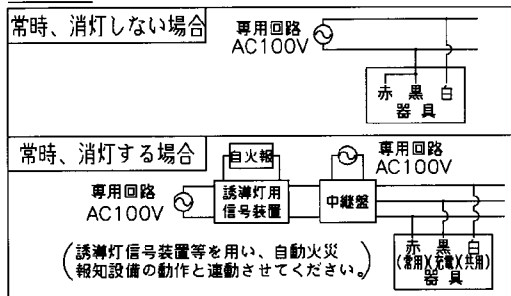 常時、消灯しない場合
専用回路
AC100V
赤 黒 白
器具
常時、消灯する場合
自火報
専用回路
AC100V
専用回路
AC100V
誘導灯用
信号装置
中継盤
(誘導灯信号装置等を用い、自動火災
報知設備の動作と連動させてください。)
赤 黒 白
(常用)(充電)(共用)
器具